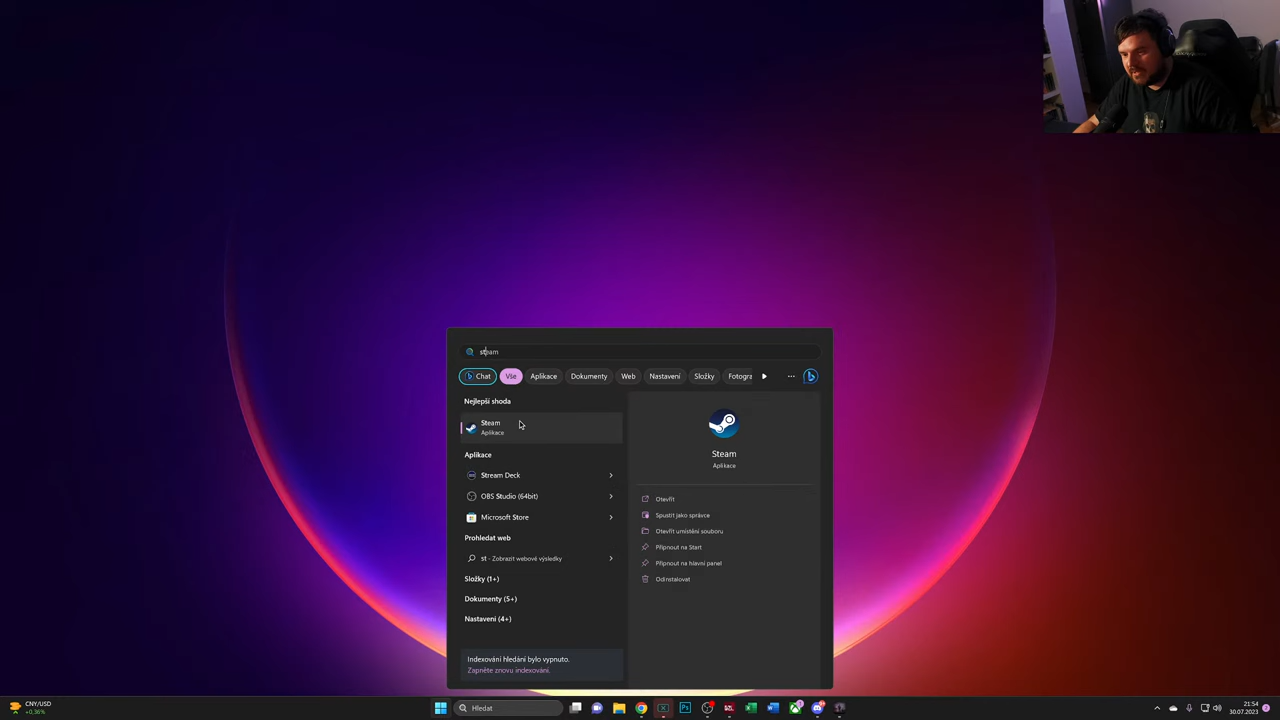 steam
Chat
Vše
Aplikace
Dokumenty
Web
Nastavení
Složky
Fotogra
Nejlepší shoda
Steam
Aplikace
Aplikace
Stream Deck
OBS Studio (64bit)
Microsoft Store
Prohledat web
st - Zobrazit webové výsledky
Složky (1+)
Dokumenty (5+)
Nastavení (4+)
Indexování hledání bylo vypnuto.
Zapněte znovu indexování.
Steam
Aplikace
Otevřít
Spustit jako správce
Otevřít umístění souboru
Připnout na Start
Připnout na hlavní panel
Odinstalovat
CNY/USD
+0,36%
Hledat
21:54
30.07.2023